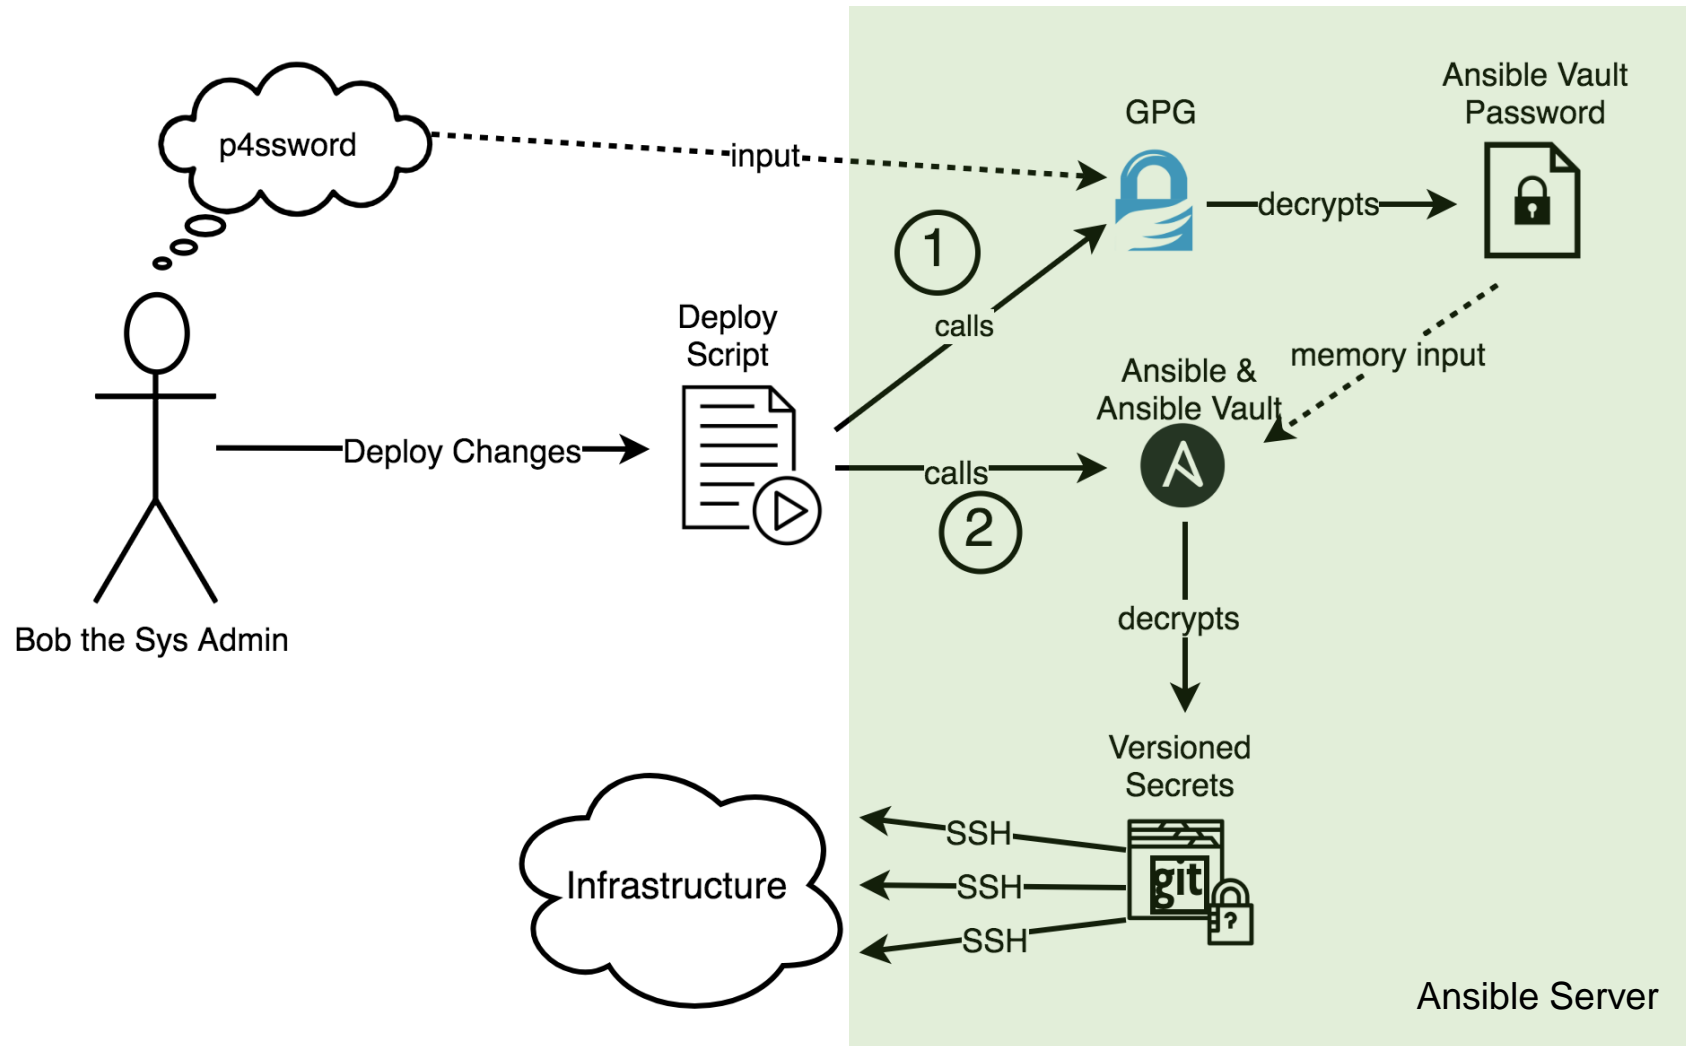 Ansible Vault
Password
GPG
p4ssword
input
decrypts
1
calls
Deploy
Script
memory input
Ansible &
Ansible Vault
Deploy Changes
calls
2
decrypts
Bob the Sys Admin
Versioned
Secrets
SSH
Infrastructure
SSH
git
?
SSH
Ansible Server